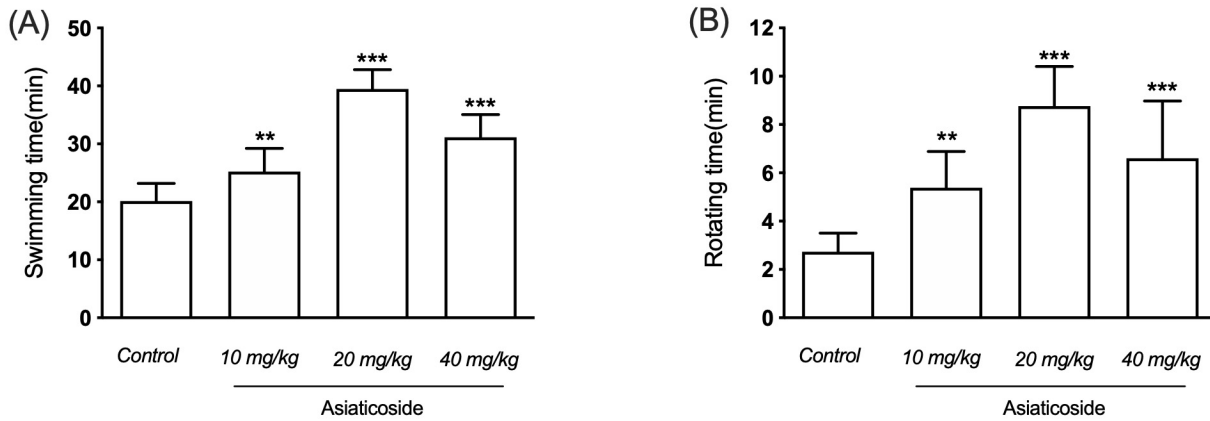 (A)
Swimming time(min)
50
40
30
20
10
0
**
***
***
Control
10 mg/kg
20 mg/kg
40 mg/kg
Asiaticoside
(B)
Rotating time(min)
12
10
8
6
4
2
0
**
***
***
Control
10 mg/kg
20 mg/kg
40 mg/kg
Asiaticoside